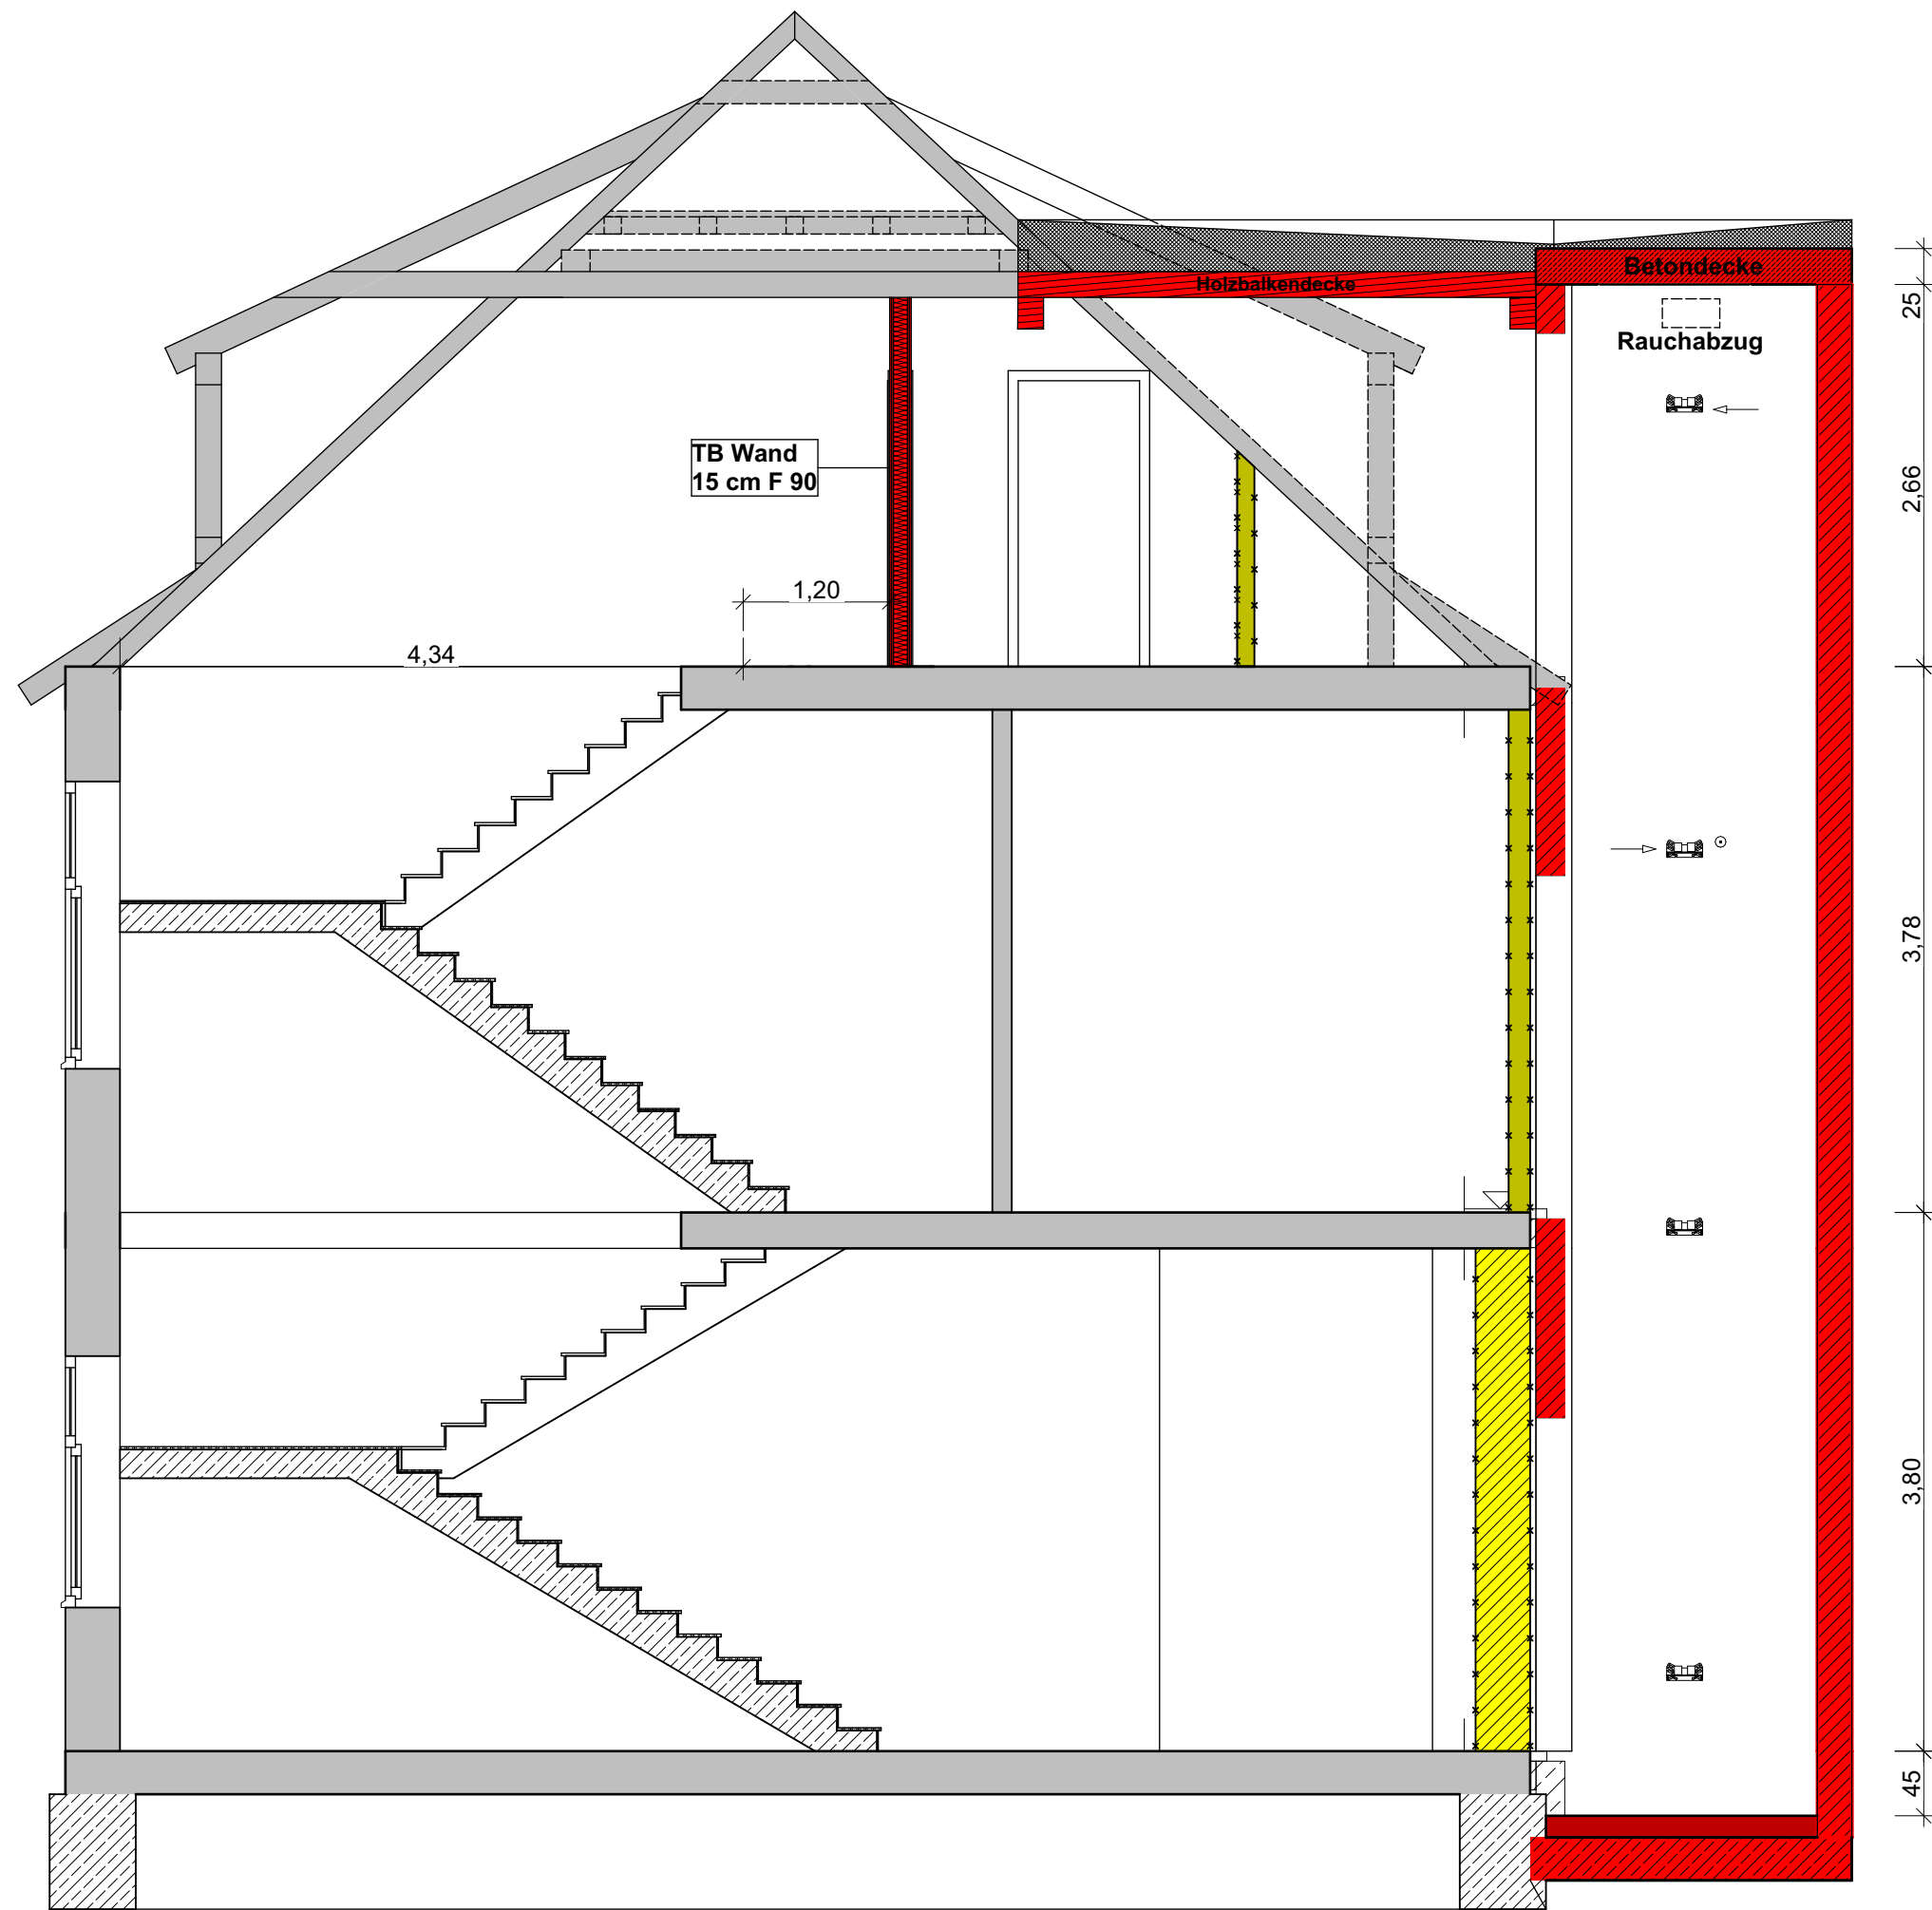 Betondecke
Holzbalkendecke
25
Rauchabzug
TB Wand
15 cm F 90
2,66
1,20
4,34
3,78
3,80
45